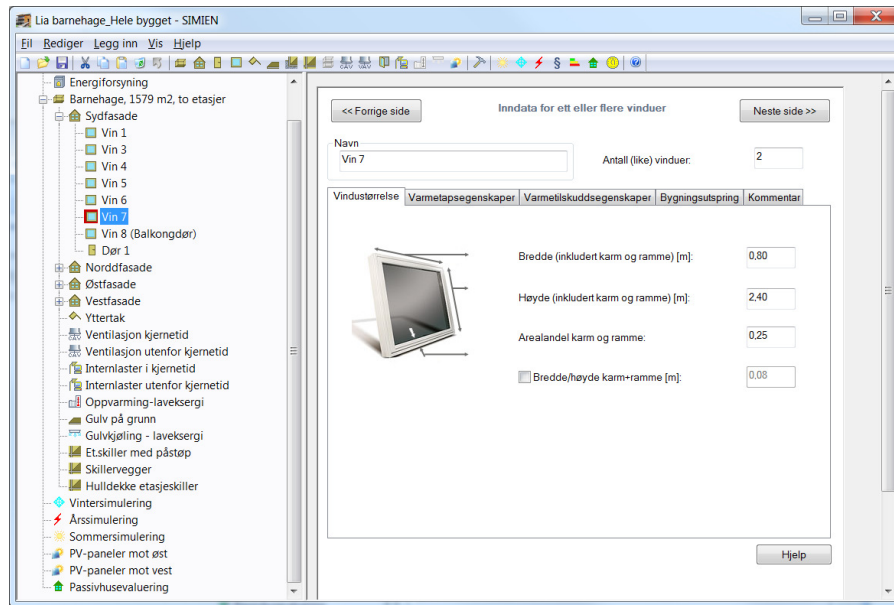 Lia barnehage_Hele bygget - SIMIEN
Fil Rediger Legg inn Vis Hjelp
Energiforsyning
Barnehage, 1579 m2, to etasjer
Sydfasade
Vin 1
Vin 3
Vin 4
Vin 5
Vin 6
Vin 7
Vin 8 (Balkongdør)
Dør 1
Norddfasade
Østfasade
Vestfasade
Yttertak
Ventilasjon kjernetid
Ventilasjon utenfor kjernetid
Internlaster i kjernetid
Internlaster utenfor kjernetid
Oppvarming-laveksergi
Gulv på grunn
Gulvkjøling - laveksergi
Et.skiller med påstøp
Skillervegger
Hulldekke etasjeskiller
Vintersimulering
Årssimulering
Sommersimulering
PV-paneler mot øst
PV-paneler mot vest
Passivhusevaluering
<< Forrige side
Inndata for ett eller flere vinduer
Neste side >>
Navn
Vin 7
Antall (like) vinduer: 2
Vindustørrelse Varmetapsegenskaper Varmetilskuddsegenskaper Bygningsutspring Kommentar
Bredde (inkludert karm og ramme) [m]: 0,80
Høyde (inkludert karm og ramme) [m]: 2,40
Arealandel karm og ramme: 0,25
Bredde/høyde karm+ramme [m]: 0,08
Hjelp